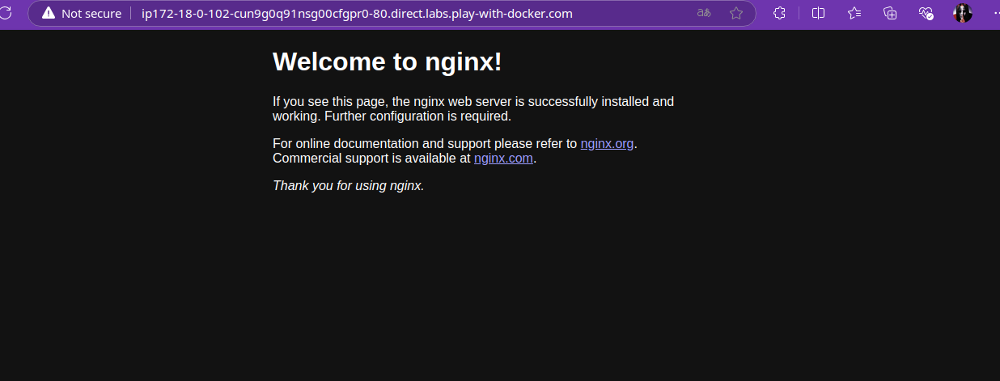 Not secure ip172-18-0-102-cun9g0q91nsg00cfgpr0-80.direct.labs.play-with-docker.com aあ
Welcome to nginx!
If you see this page, the nginx web server is successfully installed and
working. Further configuration is required.
For online documentation and support please refer to nginx.org.
Commercial support is available at nginx.com.
Thank you for using nginx.